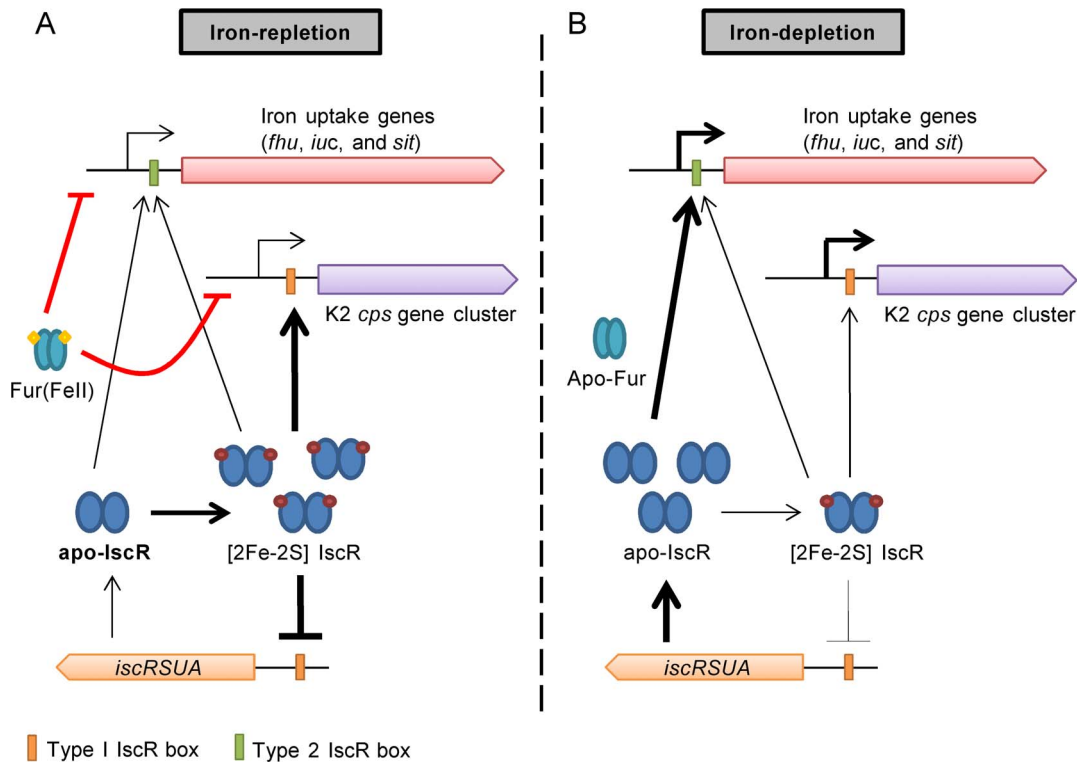 A
Iron-repletion
Iron uptake genes
(fhu, iuc, and sit)
K2 cps gene cluster
Fur(FeII)
apo-IscR
[2Fe-2S] IscR
iscRSUA
B
Iron-depletion
Iron uptake genes
(fhu, iuc, and sit)
K2 cps gene cluster
Apo-Fur
apo-IscR
[2Fe-2S] IscR
iscRSUA
Type I IscR box
Type 2 IscR box